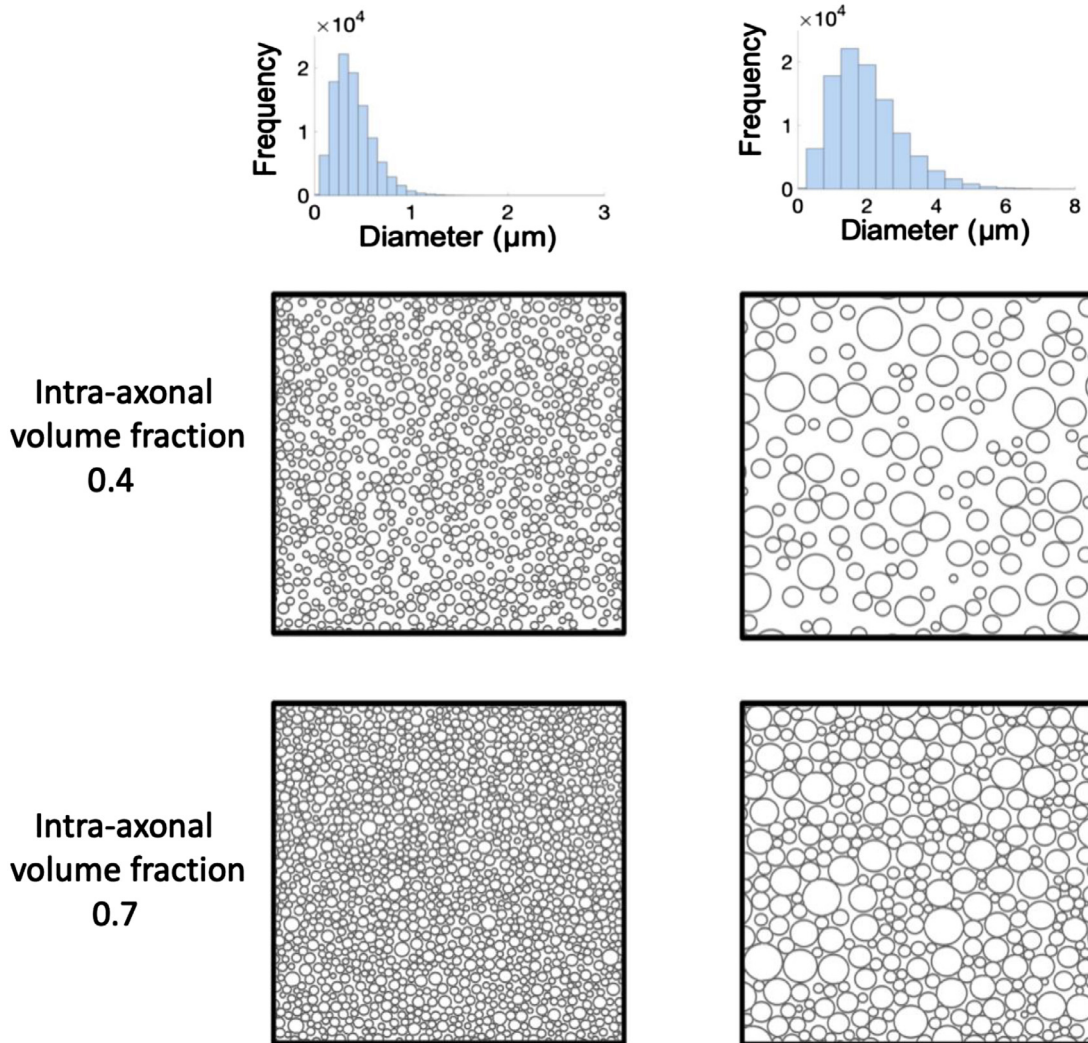 ×10⁴
2
1
0
Frequency
0 1 2 3
Diameter (µm)
×10⁴
2
1
0
Frequency
0 2 4 6 8
Diameter (µm)
Intra-axonal
volume fraction
0.4
Intra-axonal
volume fraction
0.7